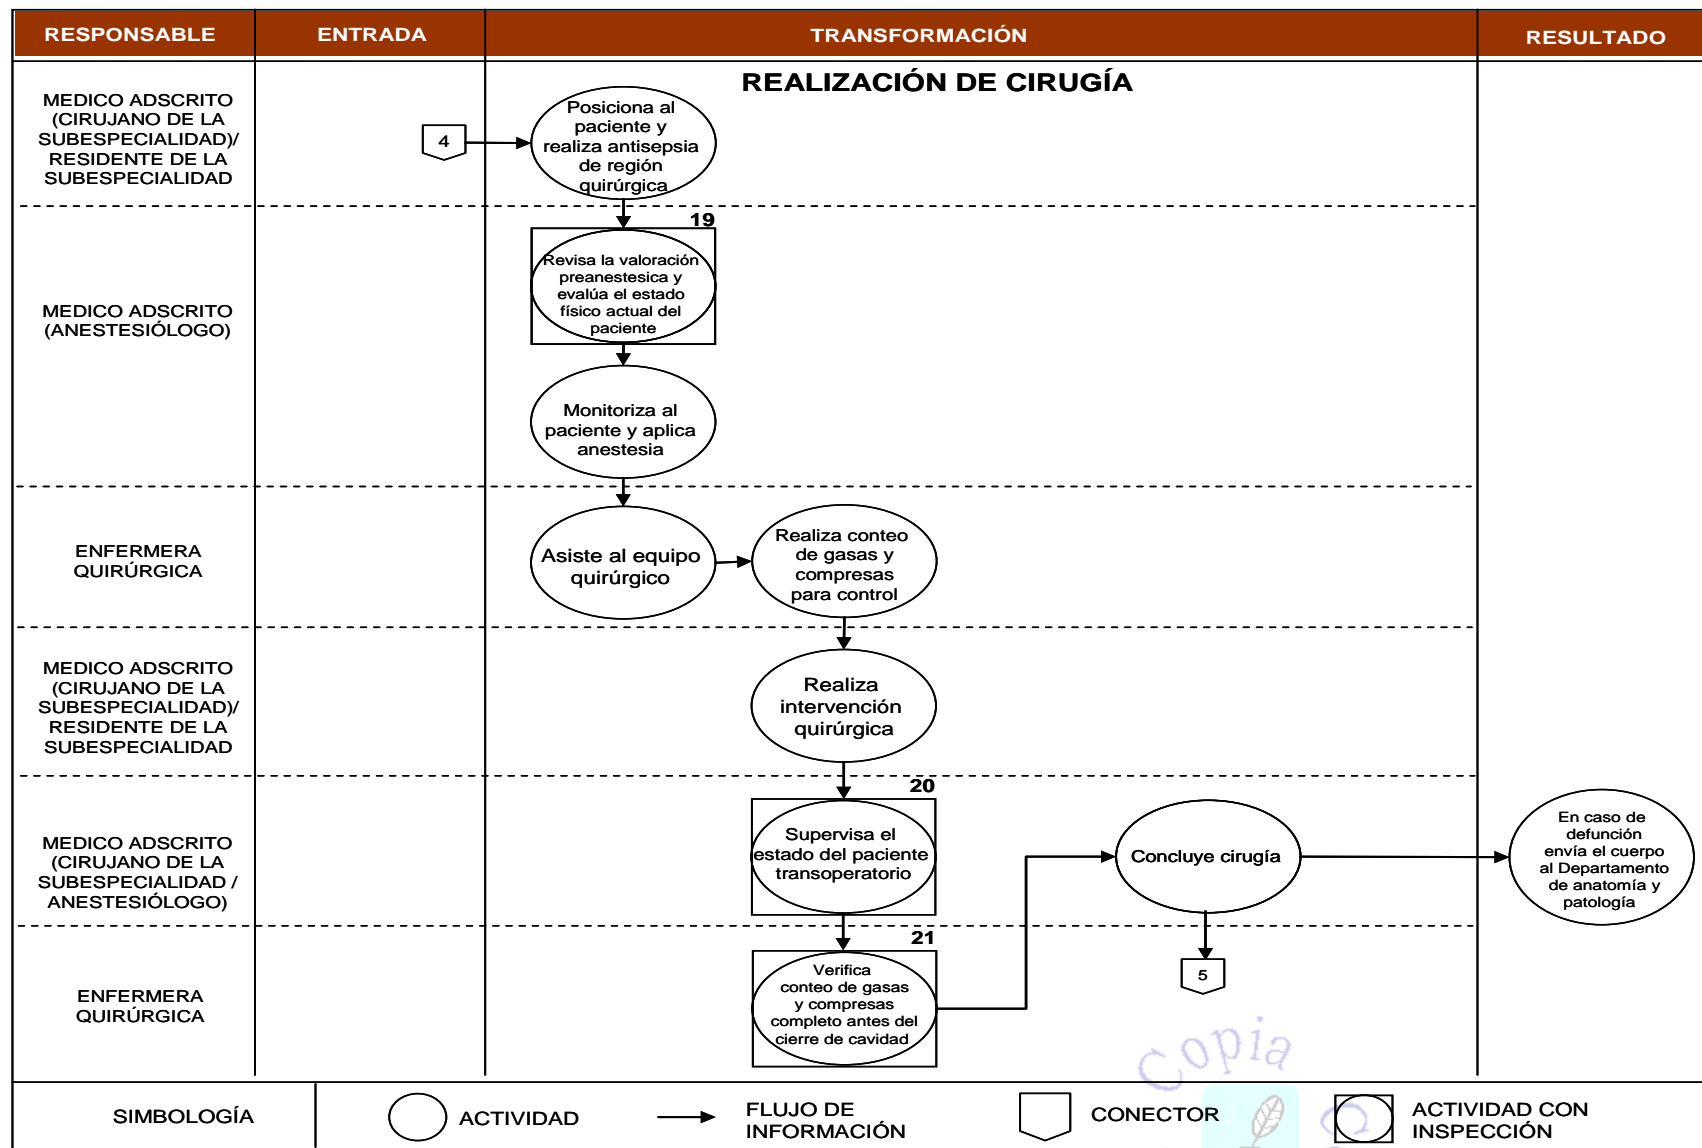 RESPONSABLE
ENTRADA
TRANSFORMACIÓN
RESULTADO
REALIZACIÓN DE CIRUGÍA
MEDICO ADSCRITO
(CIRUJANO DE LA
SUBESPECIALIDAD)/
RESIDENTE DE LA
SUBESPECIALIDAD
4
Posiciona al
paciente y
realiza antisepsia
de región
quirúrgica
MEDICO ADSCRITO
(ANESTESIÓLOGO)
19
Revisa la valoración
preanestesica y
evalúa el estado
físico actual del
paciente
Monitoriza al
paciente y aplica
anestesia
ENFERMERA
QUIRÚRGICA
Asiste al equipo
quirúrgico
Realiza conteo
de gasas y
compresas
para control
MEDICO ADSCRITO
(CIRUJANO DE LA
SUBESPECIALIDAD)/
RESIDENTE DE LA
SUBESPECIALIDAD
Realiza
intervención
quirúrgica
MEDICO ADSCRITO
(CIRUJANO DE LA
SUBESPECIALIDAD /
ANESTESIÓLOGO)
20
Supervisa el
estado del paciente
transoperatorio
Concluye cirugía
En caso de
defunción
envía el cuerpo
al Departamento
de anatomía y
patología
ENFERMERA
QUIRÚRGICA
21
Verifica
conteo de gasas
y compresas
completo antes del
cierre de cavidad
5
Copia
SIMBOLOGÍA
ACTIVIDAD
FLUJO DE
INFORMACIÓN
CONECTOR
ACTIVIDAD CON
INSPECCIÓN